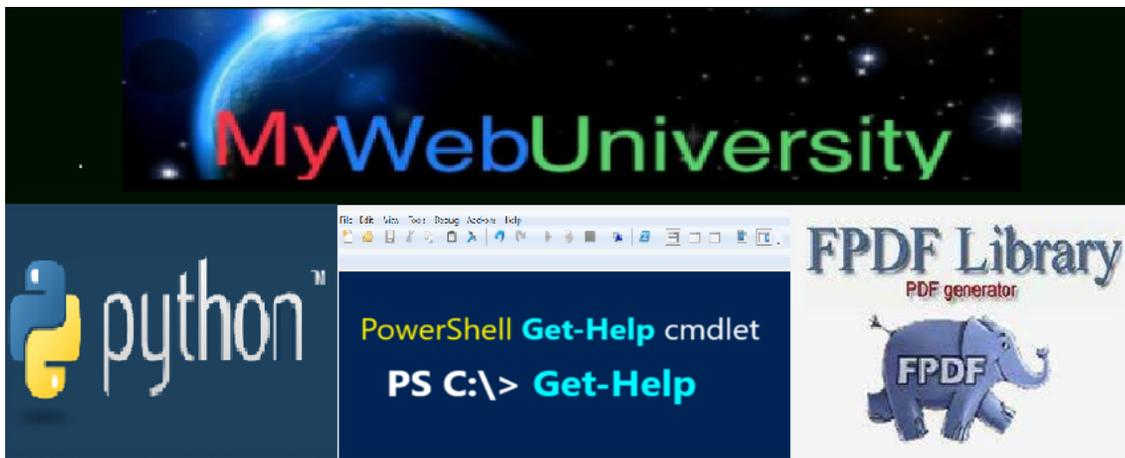 MyWebUniversity
python™
File Edit View Tools Debug Add-ons Help
PowerShell Get-Help cmdlet
PS C:\> Get-Help
FPDF Library
PDF generator
FPDF